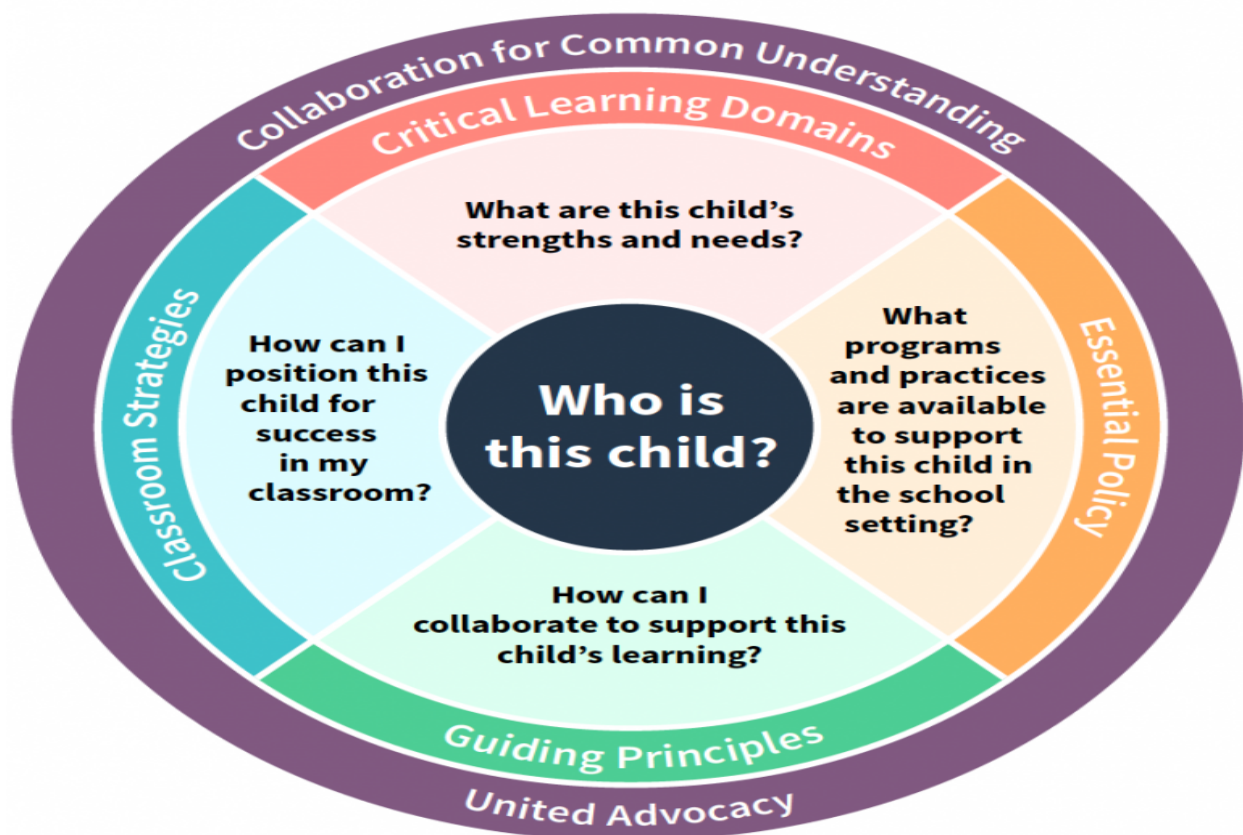 Collaboration for Common Understanding
Critical Learning Domains
What are this child’s
strengths and needs?
Classroom Strategies
How can I
position this
child for
success
in my
classroom?
Who is
this child?
What
programs
and practices
are available
to support
this child in
the school
setting?
Essential Policy
How can I
collaborate to support this
child’s learning?
Guiding Principles
United Advocacy